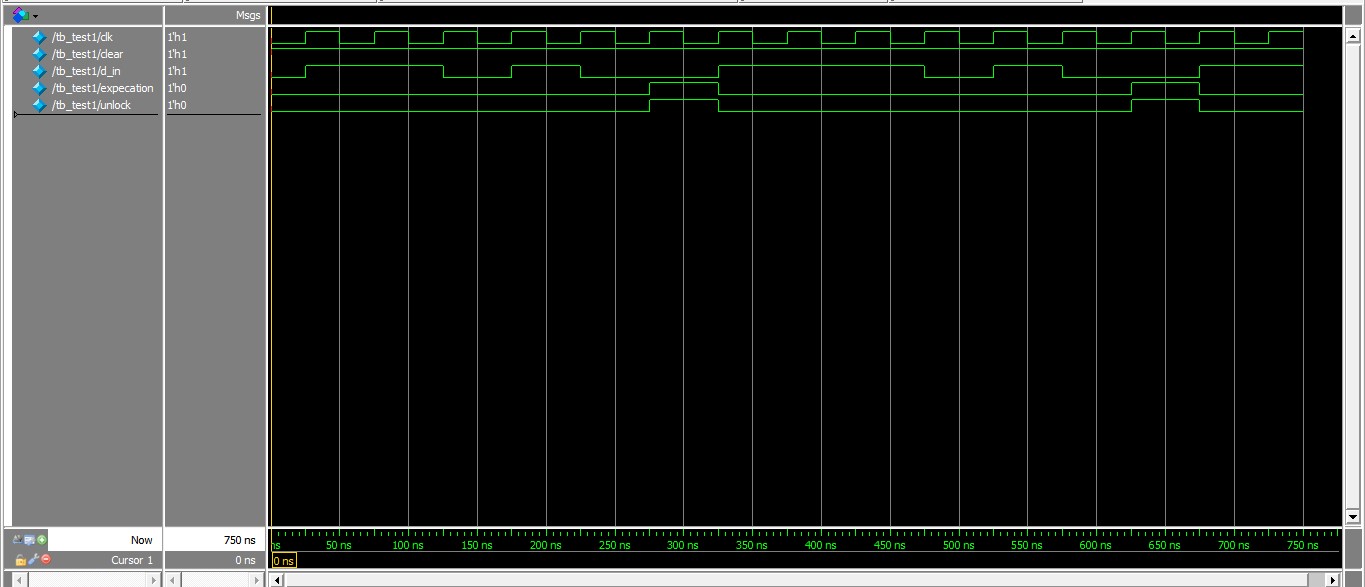 Msgs
/tb_test1/clk 1'h1
/tb_test1/clear 1'h1
/tb_test1/d_in 1'h1
/tb_test1/expecation 1'h0
/tb_test1/unlock 1'h0
Now 750 ns ns 50 ns 100 ns 150 ns 200 ns 250 ns 300 ns 350 ns 400 ns 450 ns 500 ns 550 ns 600 ns 650 ns 700 ns 750 ns
Cursor 1 0 ns 0 ns